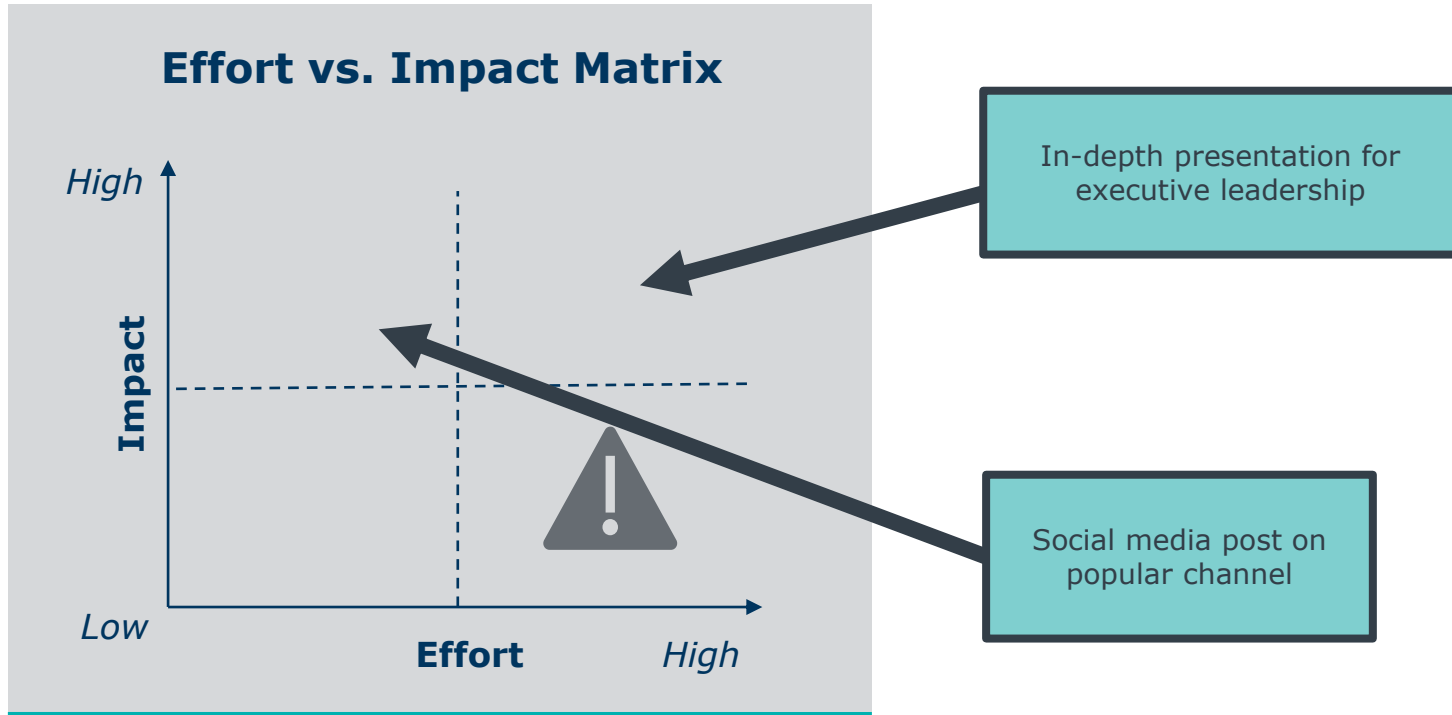 Effort vs. Impact Matrix
High
Impact
Low
Effort
High
In-depth presentation for
executive leadership
Social media post on
popular channel